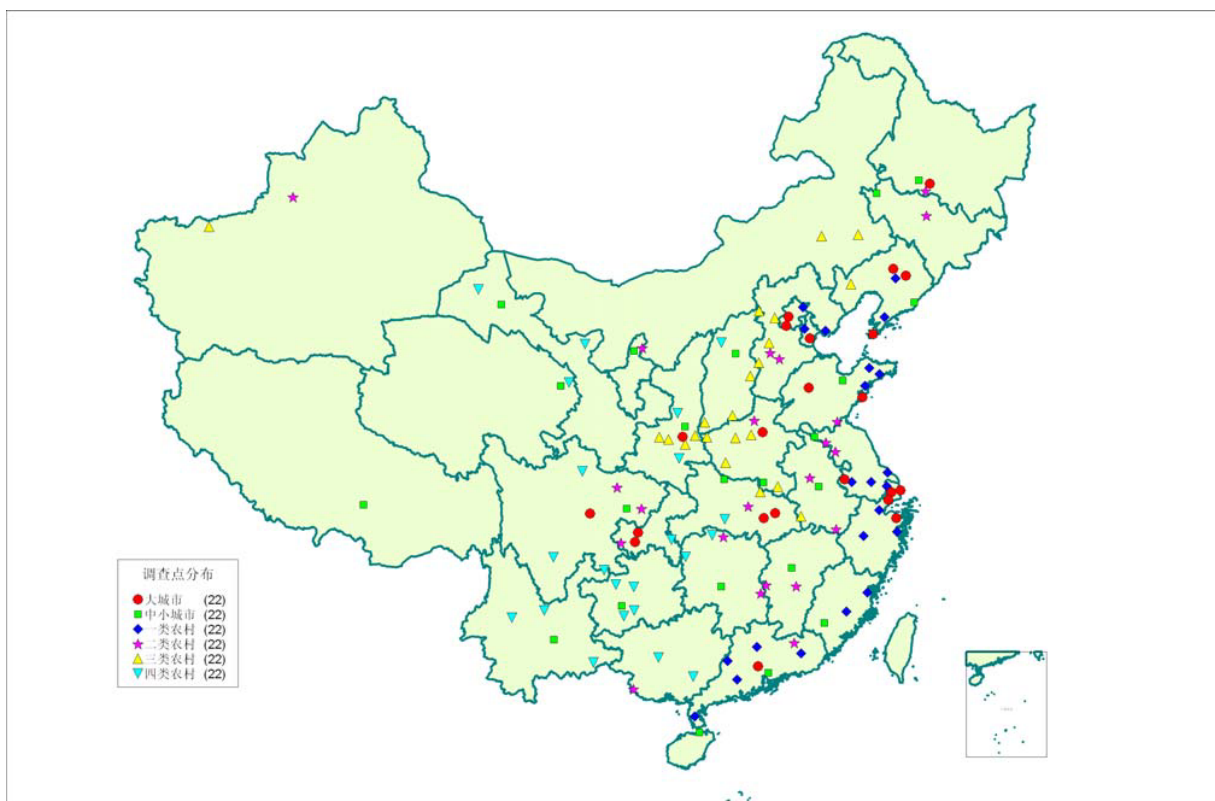 调查点分布
大城市 (22)
中小城市 (22)
一类农村 (22)
二类农村 (22)
三类农村 (22)
四类农村 (22)